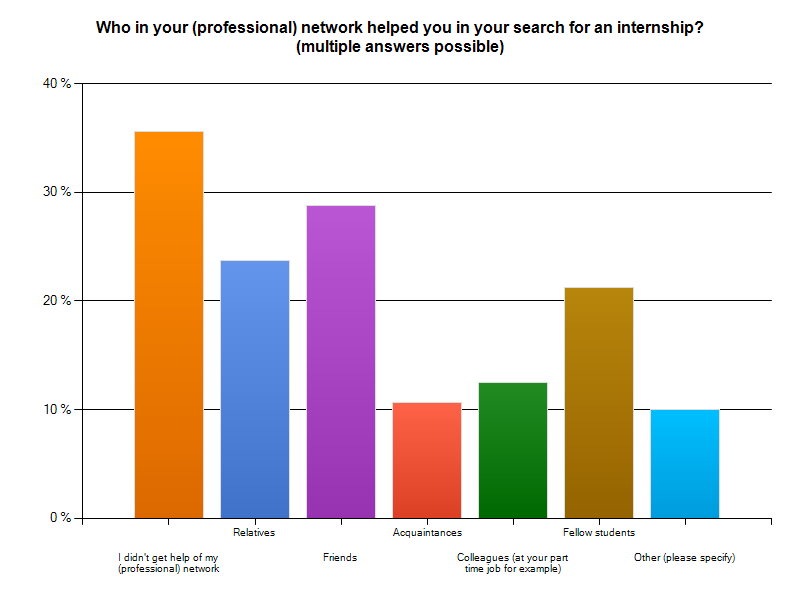 Who in your (professional) network helped you in your search for an internship?
(multiple answers possible)
40 %
30 %
20 %
10 %
0 %
Relatives
Acquaintances
Fellow students
I didn't get help of my
(professional) network
Friends
Colleagues (at your part
time job for example)
Other (please specify)